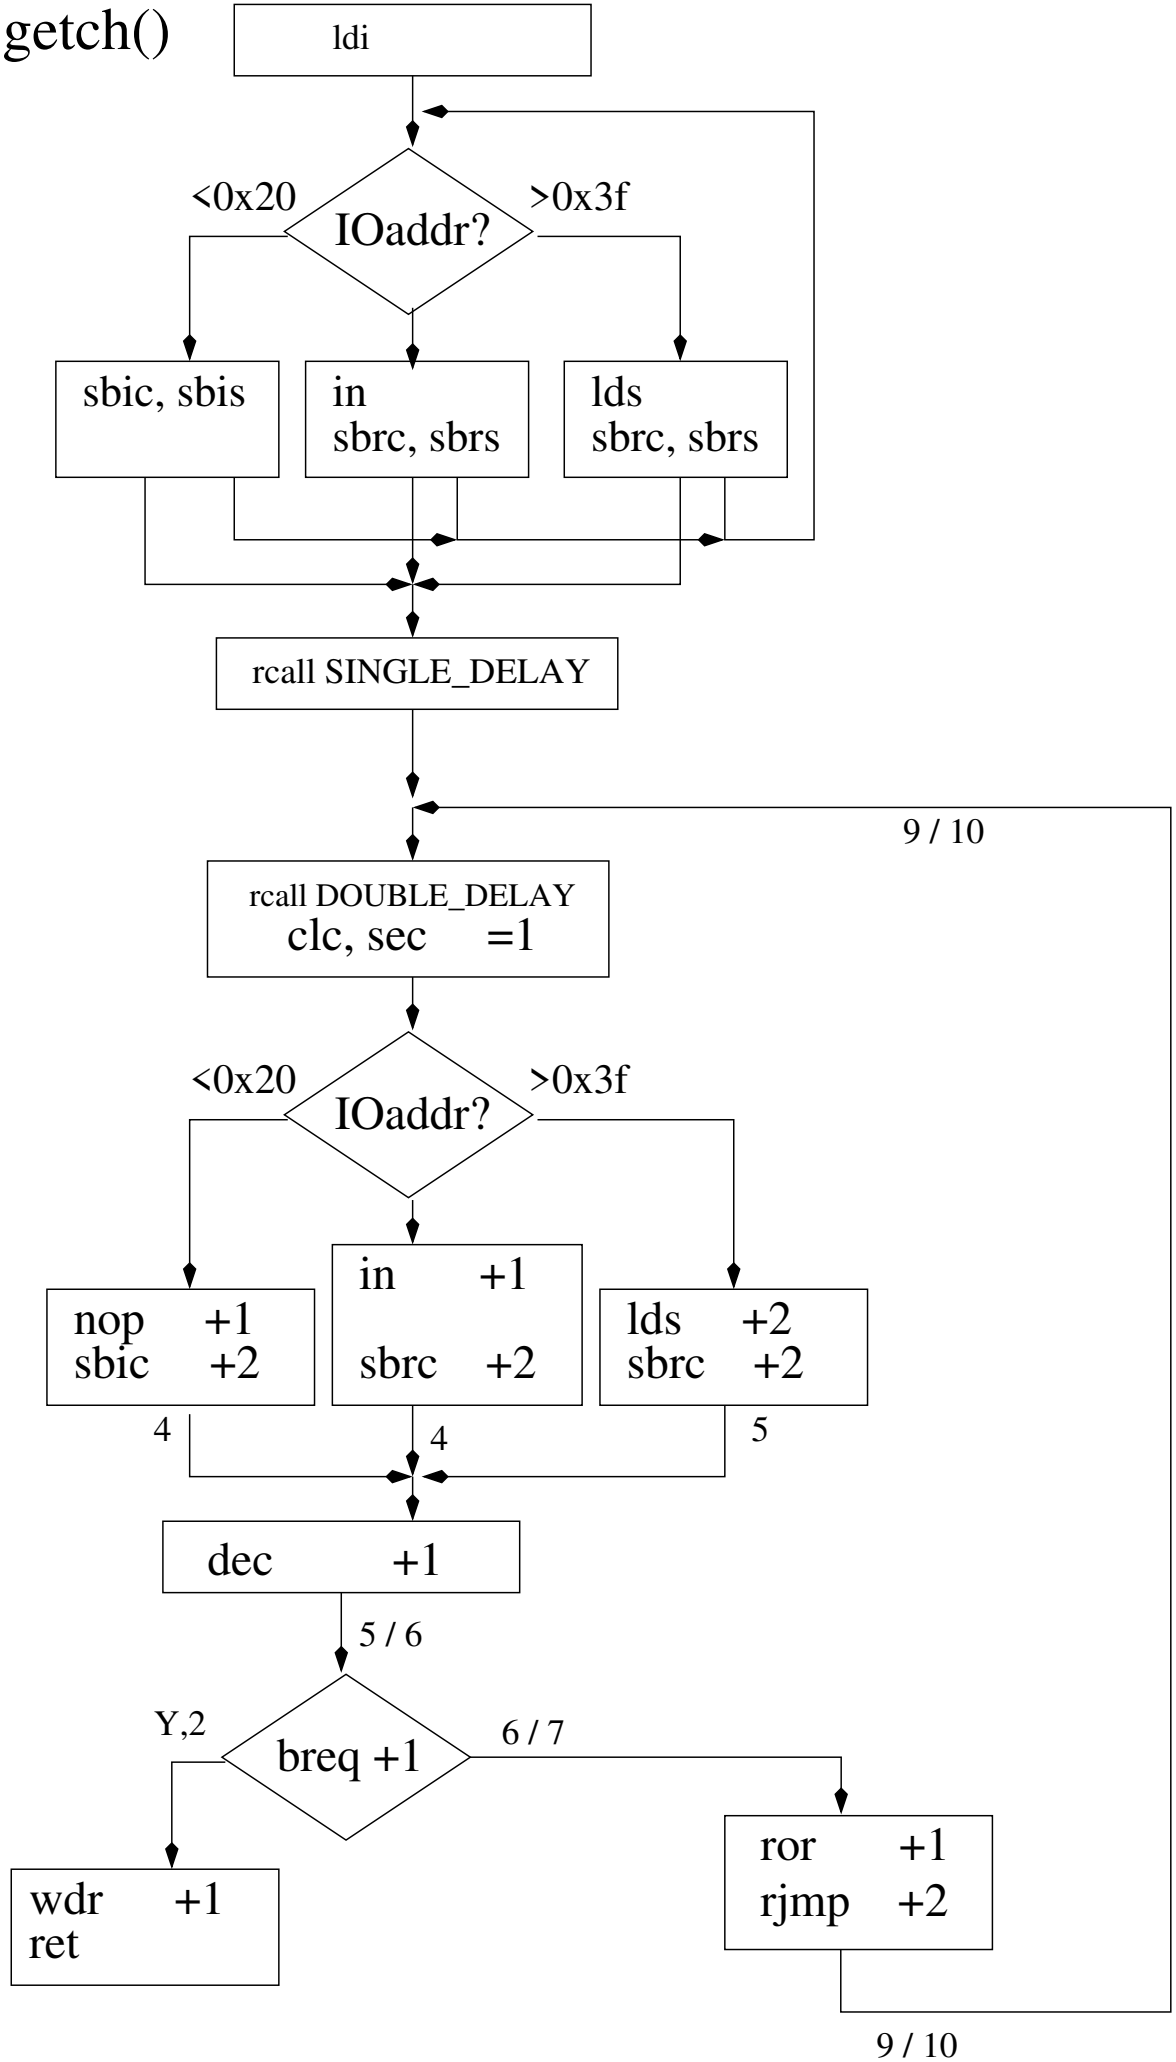 getch()
ldi
<0x20
>0x3f
IOaddr?
sbic, sbis
in
sbrc, sbrs
lds
sbrc, sbrs
rcall SINGLE_DELAY
9 / 10
rcall DOUBLE_DELAY
clc, sec =1
<0x20
>0x3f
IOaddr?
nop +1
sbic +2
in +1
sbrc +2
lds +2
sbrc +2
4
4
5
dec +1
5 / 6
Y,2
breq +1
6 / 7
ror +1
rjmp +2
wdr +1
ret
9 / 10